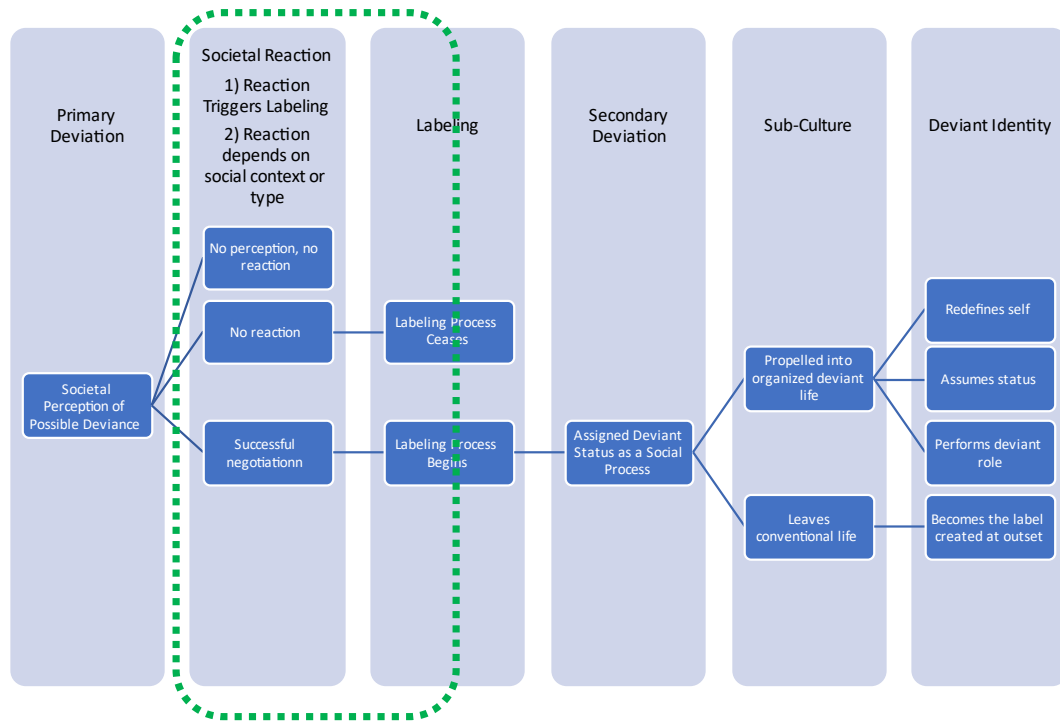 Primary
Deviation
Societal Reaction
1) Reaction
Triggers Labeling
2) Reaction
depends on
social context or
type
Labeling
Secondary
Deviation
Sub-Culture
Deviant Identity
Societal
Perception of
Possible Deviance
No perception, no
reaction
No reaction
Successful
negotiationn
Labeling Process
Ceases
Labeling Process
Begins
Assigned Deviant
Status as a Social
Process
Propelled into
organized deviant
life
Leaves
conventional life
Redefines self
Assumes status
Performs deviant
role
Becomes the label
created at outset